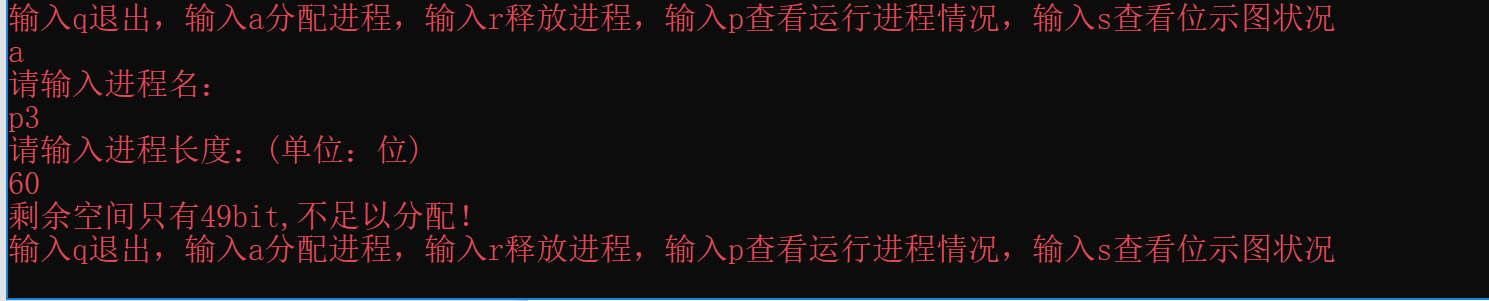 输入q退出，输入a分配进程，输入r释放进程，输入p查看运行进程情况，输入s查看位示图状况
a
请输入进程名：
p3
请输入进程长度：(单位：位)
60
剩余空间只有49bit,不足以分配！
输入q退出，输入a分配进程，输入r释放进程，输入p查看运行进程情况，输入s查看位示图状况